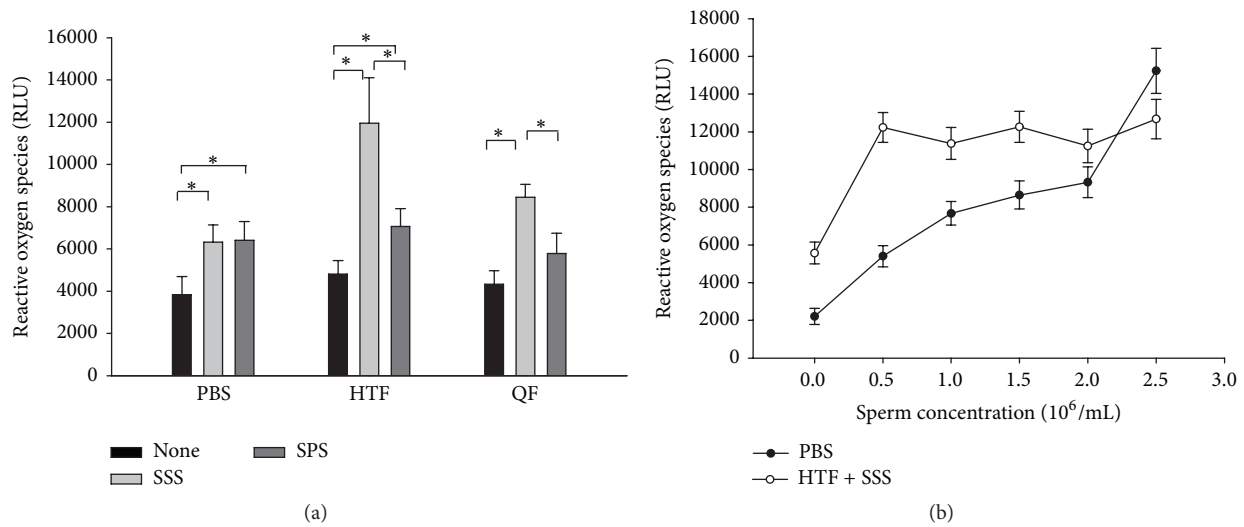 16000
14000
12000
10000
8000
6000
4000
2000
0
Reactive oxygen species (RLU)
*
*
*
*
*
*
*
PBS
HTF
QF
None
SPS
SSS
(a)
18000
16000
14000
12000
10000
8000
6000
4000
2000
0
Reactive oxygen species (RLU)
0.0 0.5 1.0 1.5 2.0 2.5 3.0
Sperm concentration (10⁶/mL)
PBS
HTF + SSS
(b)